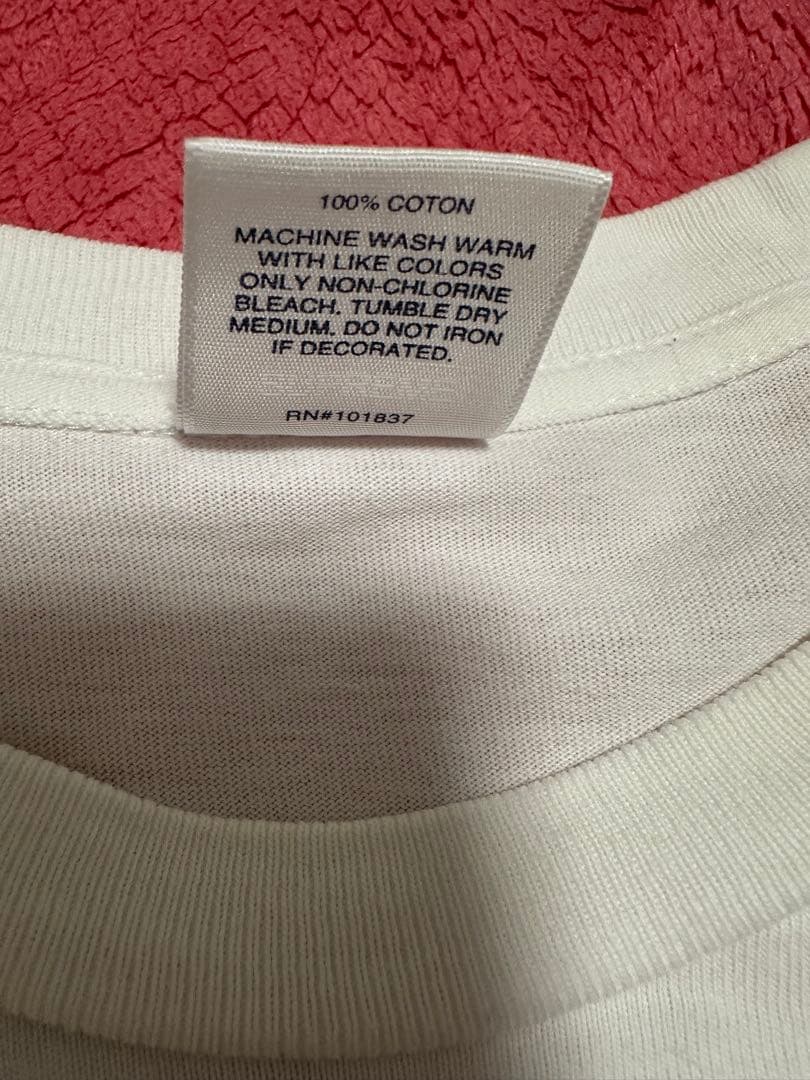 100% COTON
MACHINE WASH WARM
WITH LIKE COLORS
ONLY NON-CHLORINE
BLEACH. TUMBLE DRY
MEDIUM. DO NOT IRON
IF DECORATED.
RN#101837